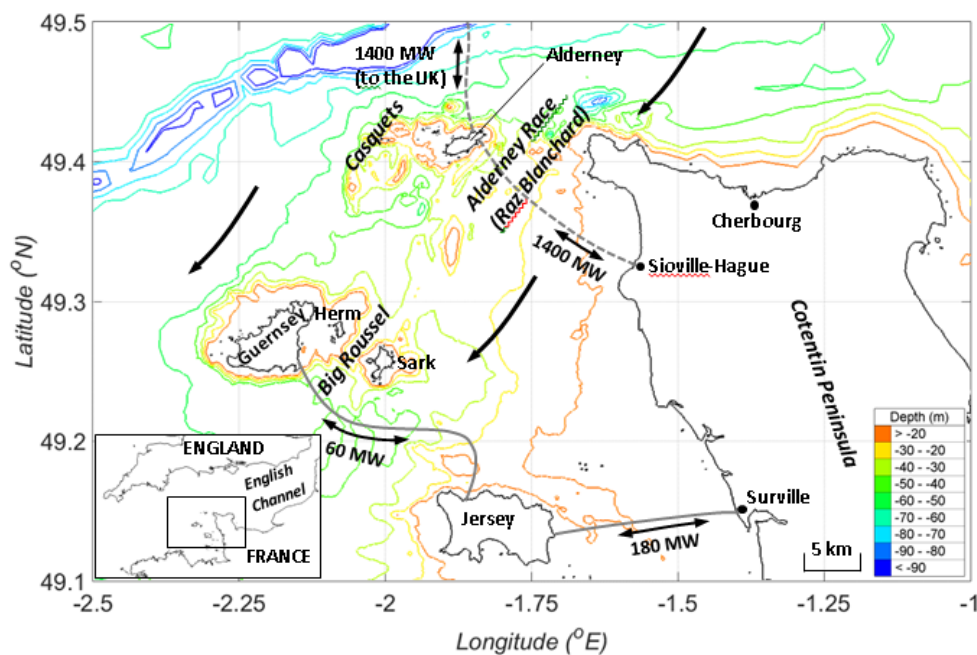 49.5
49.4
49.3
49.2
49.1
Latitude (°N)
1400 MW
(to the UK)
Alderney
Casquets
Alderney Race
(Raz Blanchard)
Cherbourg
1400 MW
Sioville-Hague
Cotentin Peninsula
Guernsey
Herm
Big Roussel
Sark
60 MW
Jersey
Surville
180 MW
ENGLAND
English
Channel
FRANCE
Depth (m)
> -20
-20 - -30
-30 - -40
-40 - -50
-50 - -60
-60 - -70
-70 - -80
-80 - -90
< -90
5 km
-2.5
-2.25
-2
-1.75
-1.5
-1.25
-1
Longitude (°E)